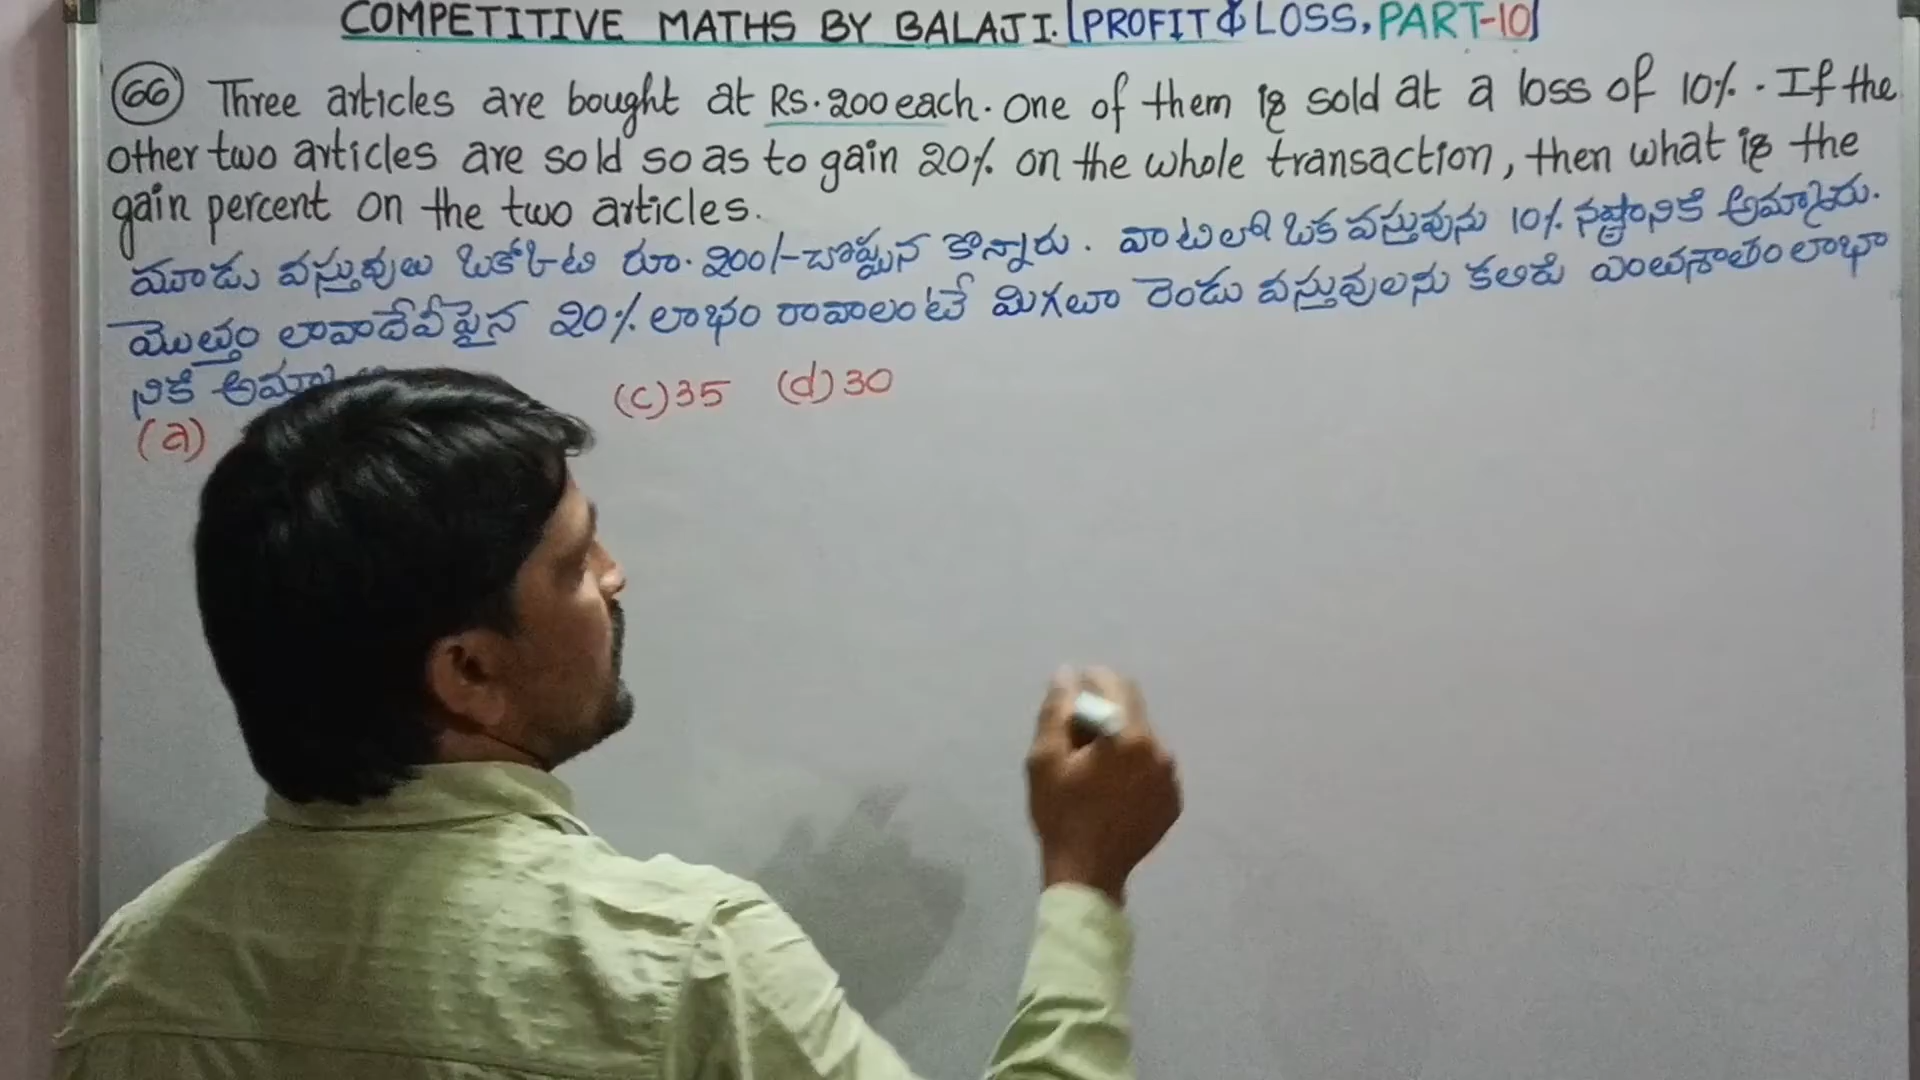 COMPETITIVE MATHS BY BALAJI. [PROFIT & LOSS, PART-10]
66 Three articles are bought at Rs.200 each. One of them is sold at a loss of 10%. If the
other two articles are sold so as to gain 20% on the whole transaction, then what is the
gain percent on the two articles.
మూడు వస్తువులు ఒకొక్కటి రూ. 200/- చొప్పున కొన్నారు. వాటిలో ఒక వస్తువును 10% నష్టానికి అమ్మారు.
మొత్తం లావాదేవీపైన 20% లాభం రావాలంటే మిగలూ రెండు వస్తువులను కలిపి ఎంతశాతం లాభా
నికి
(a) (c) 35 (d) 30